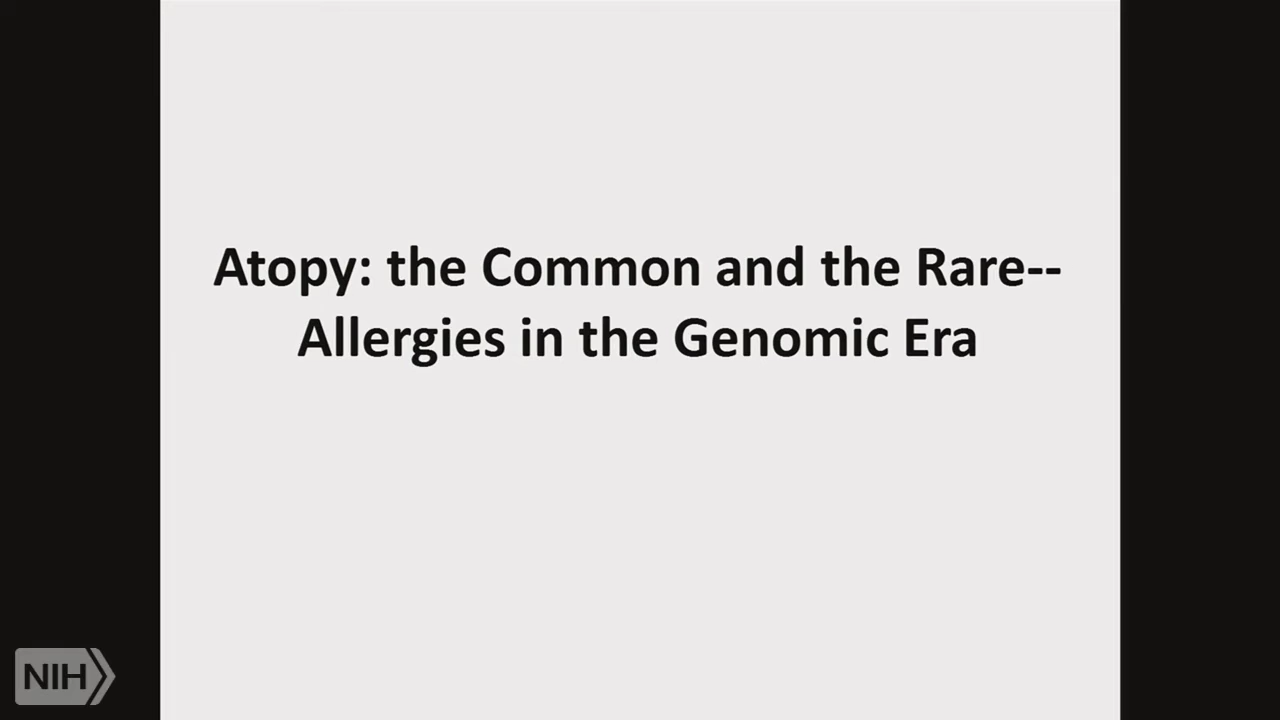 Atopy: the Common and the Rare--
Allergies in the Genomic Era
NIH